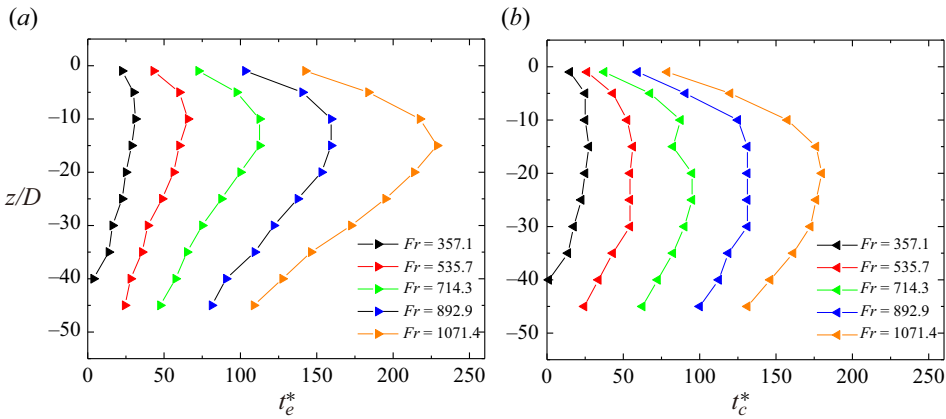 (a)
(b)
0
−10
−20
−30
−40
−50
z/D
0
50
100
150
200
250
t*e
Fr = 357.1
Fr = 535.7
Fr = 714.3
Fr = 892.9
Fr = 1071.4
0
−10
−20
−30
−40
−50
0
50
100
150
200
250
t*c
Fr = 357.1
Fr = 535.7
Fr = 714.3
Fr = 892.9
Fr = 1071.4